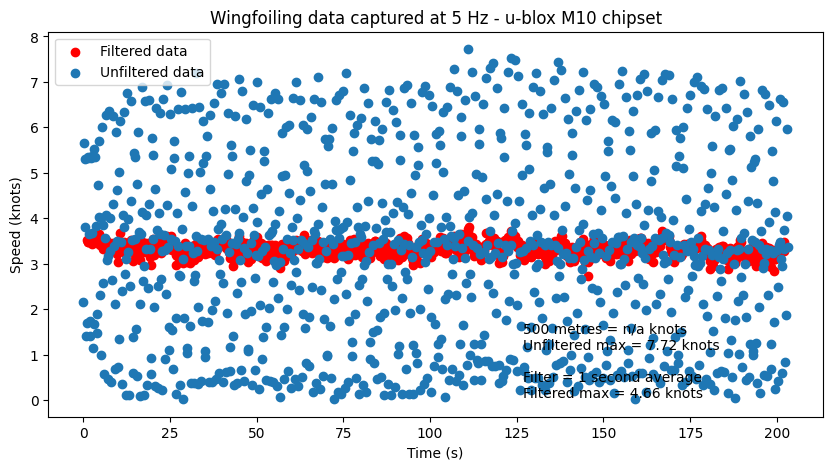 Wingfoiling data captured at 5 Hz - u-blox M10 chipset
Filtered data
Unfiltered data
8
7
6
5
4
3
2
1
0
Speed (knots)
500 metres = n/a knots
Unfiltered max = 7.72 knots
Filter = 1 second average
Filtered max = 4.66 knots
0 25 50 75 100 125 150 175 200
Time (s)